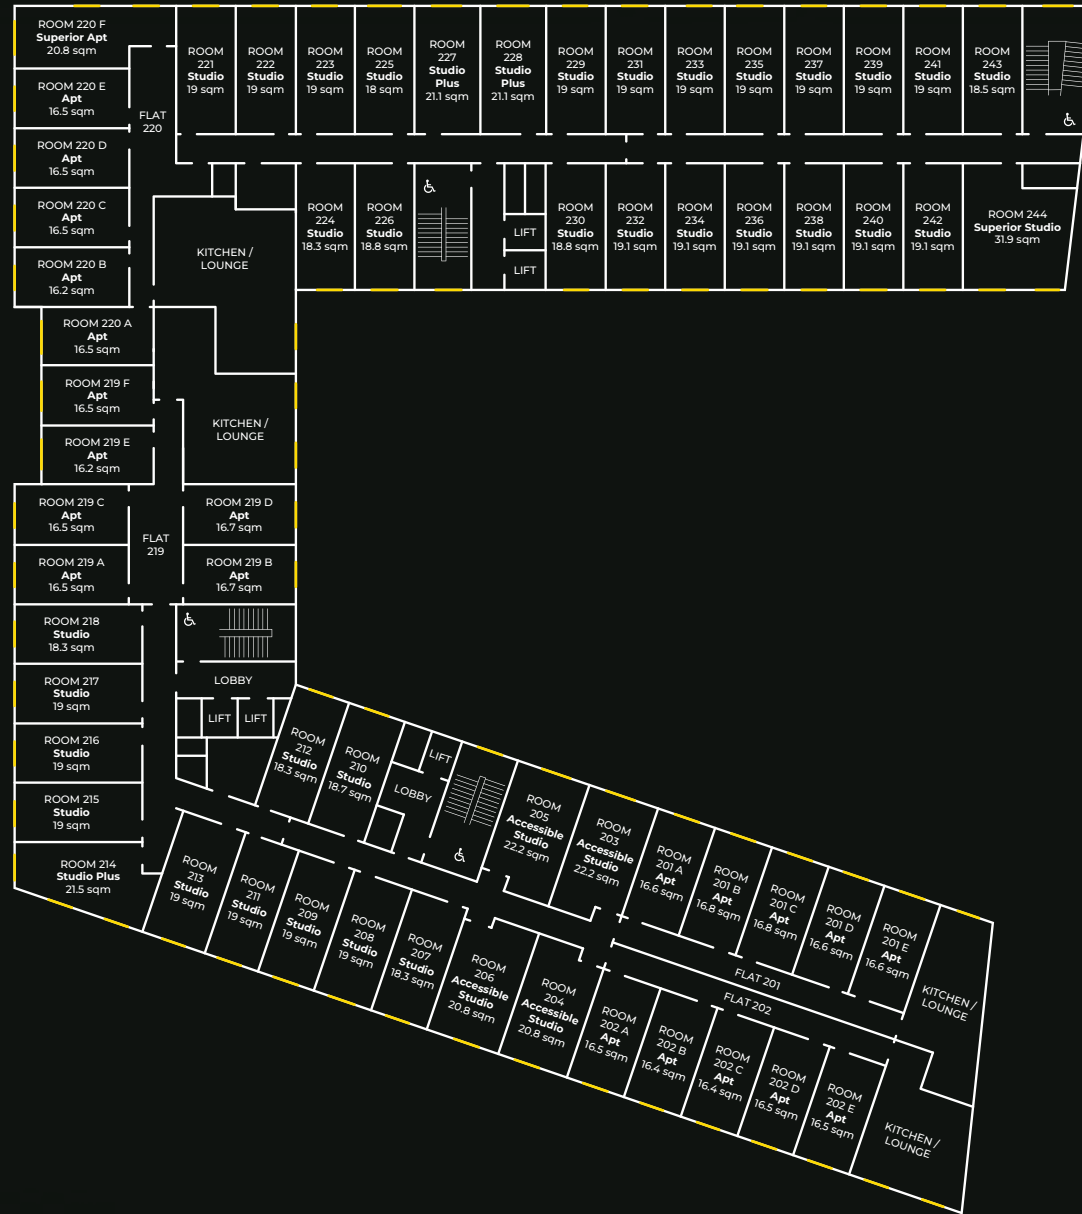 ROOM 220 F
Superior Apt
20.8 sqm
ROOM 220 E
Apt
16.5 sqm
ROOM 220 D
Apt
16.5 sqm
ROOM 220 C
Apt
16.5 sqm
ROOM 220 B
Apt
16.2 sqm
FLAT
220
ROOM
221
Studio
19 sqm
ROOM
222
Studio
19 sqm
ROOM
223
Studio
19 sqm
ROOM
225
Studio
18 sqm
ROOM
227
Studio
Plus
21.1 sqm
ROOM
228
Studio
Plus
21.1 sqm
ROOM
229
Studio
19 sqm
ROOM
231
Studio
19 sqm
ROOM
233
Studio
19 sqm
ROOM
235
Studio
19 sqm
ROOM
237
Studio
19 sqm
ROOM
239
Studio
19 sqm
ROOM
241
Studio
19 sqm
ROOM
243
Studio
18.5 sqm
KITCHEN /
LOUNGE
ROOM
224
Studio
18.3 sqm
ROOM
226
Studio
18.8 sqm
LIFT
LIFT
ROOM
230
Studio
18.8 sqm
ROOM
232
Studio
19.1 sqm
ROOM
234
Studio
19.1 sqm
ROOM
236
Studio
19.1 sqm
ROOM
238
Studio
19.1 sqm
ROOM
240
Studio
19.1 sqm
ROOM
242
Studio
19.1 sqm
ROOM 244
Superior Studio
31.9 sqm
ROOM 220 A
Apt
16.5 sqm
ROOM 219 F
Apt
16.5 sqm
ROOM 219 E
Apt
16.2 sqm
KITCHEN /
LOUNGE
ROOM 219 C
Apt
16.5 sqm
ROOM 219 D
Apt
16.7 sqm
FLAT
219
ROOM 219 A
Apt
16.5 sqm
ROOM 219 B
Apt
16.7 sqm
ROOM 218
Studio
18.3 sqm
ROOM 217
Studio
19 sqm
LOBBY
LIFT
LIFT
ROOM 216
Studio
19 sqm
ROOM 215
Studio
19 sqm
ROOM 214
Studio Plus
21.5 sqm
ROOM
212
Studio
18.3 sqm
ROOM
210
Studio
18.7 sqm
LIFT
LOBBY
ROOM
205
Accessible
Studio
22.2 sqm
ROOM
203
Accessible
Studio
22.2 sqm
ROOM
201 A
Apt
16.6 sqm
ROOM
201 B
Apt
16.8 sqm
ROOM
201 C
Apt
16.8 sqm
ROOM
201 D
Apt
16.6 sqm
ROOM
201 E
Apt
16.6 sqm
KITCHEN /
LOUNGE
ROOM
213
Studio
19 sqm
ROOM
211
Studio
19 sqm
ROOM
209
Studio
19 sqm
ROOM
208
Studio
19 sqm
ROOM
207
Studio
18.3 sqm
ROOM
206
Accessible
Studio
20.8 sqm
ROOM
204
Accessible
Studio
20.8 sqm
FLAT 201
FLAT 202
ROOM
202 A
Apt
16.5 sqm
ROOM
202 B
Apt
16.4 sqm
ROOM
202 C
Apt
16.4 sqm
ROOM
202 D
Apt
16.5 sqm
ROOM
202 E
Apt
16.5 sqm
KITCHEN /
LOUNGE